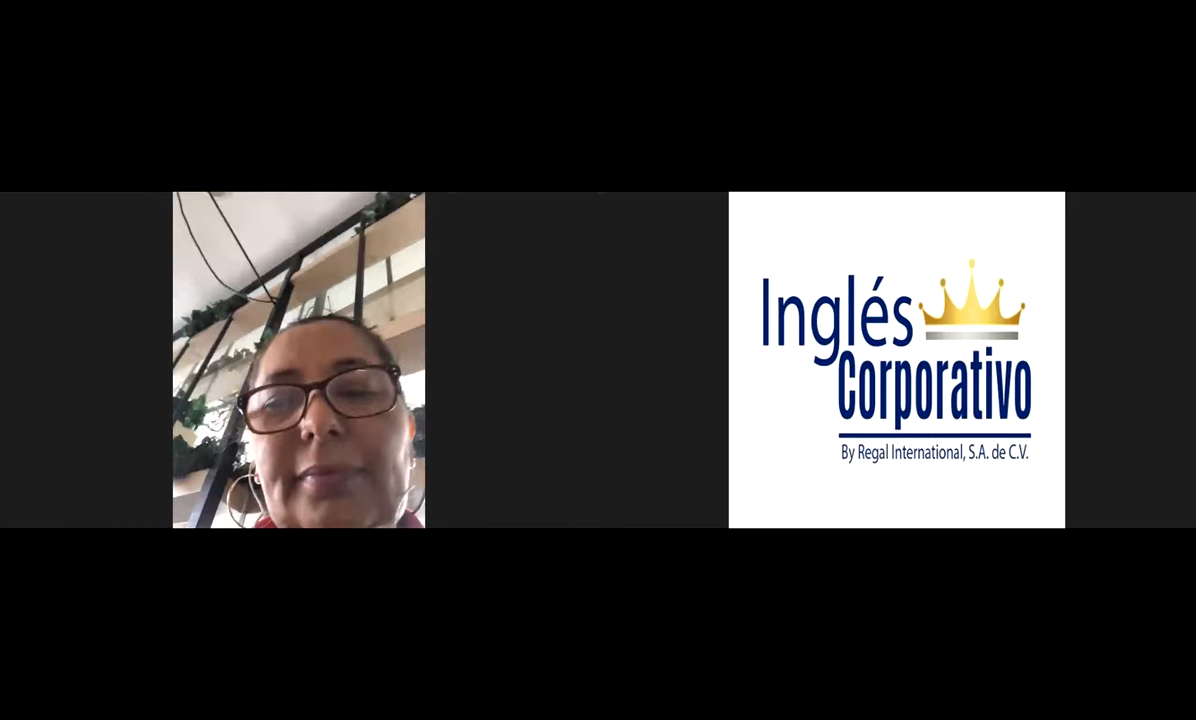 Inglés
Corporativo
By Regal International, S.A. de C.V.